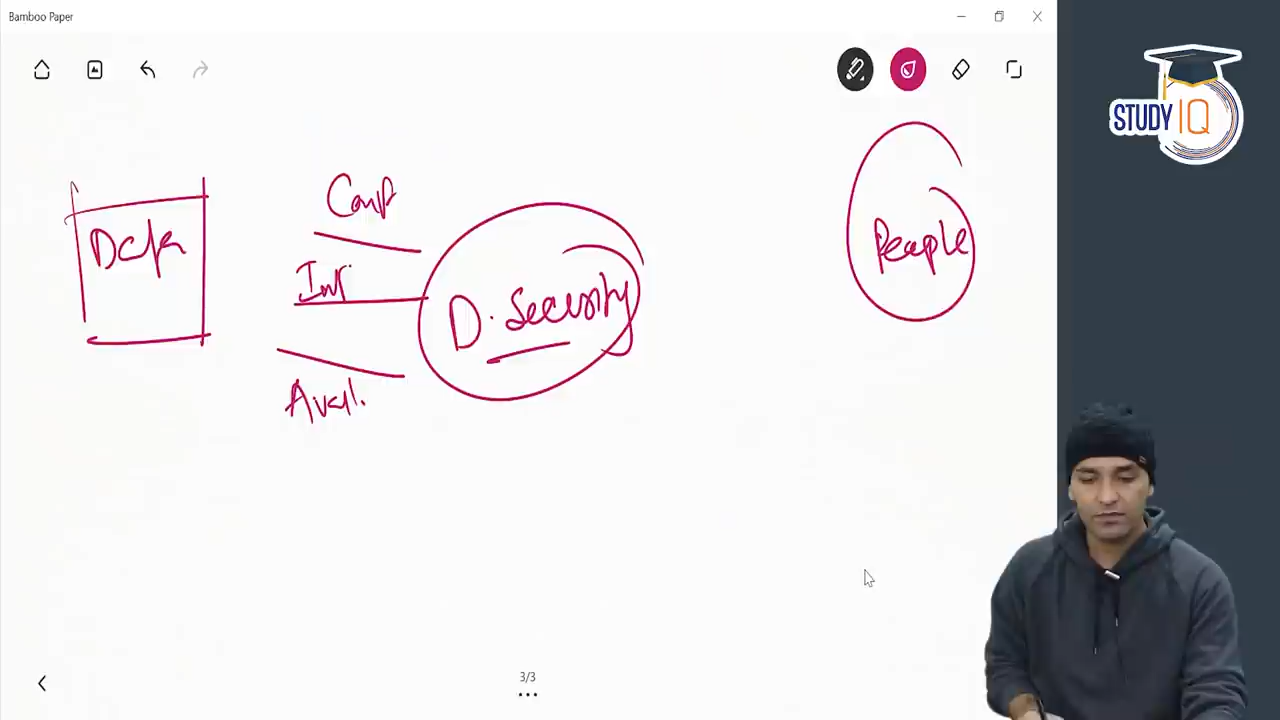 Bamboo Paper
STUDY IQ
Conf
Data
Int
D. Security
People
Avail.
3/3